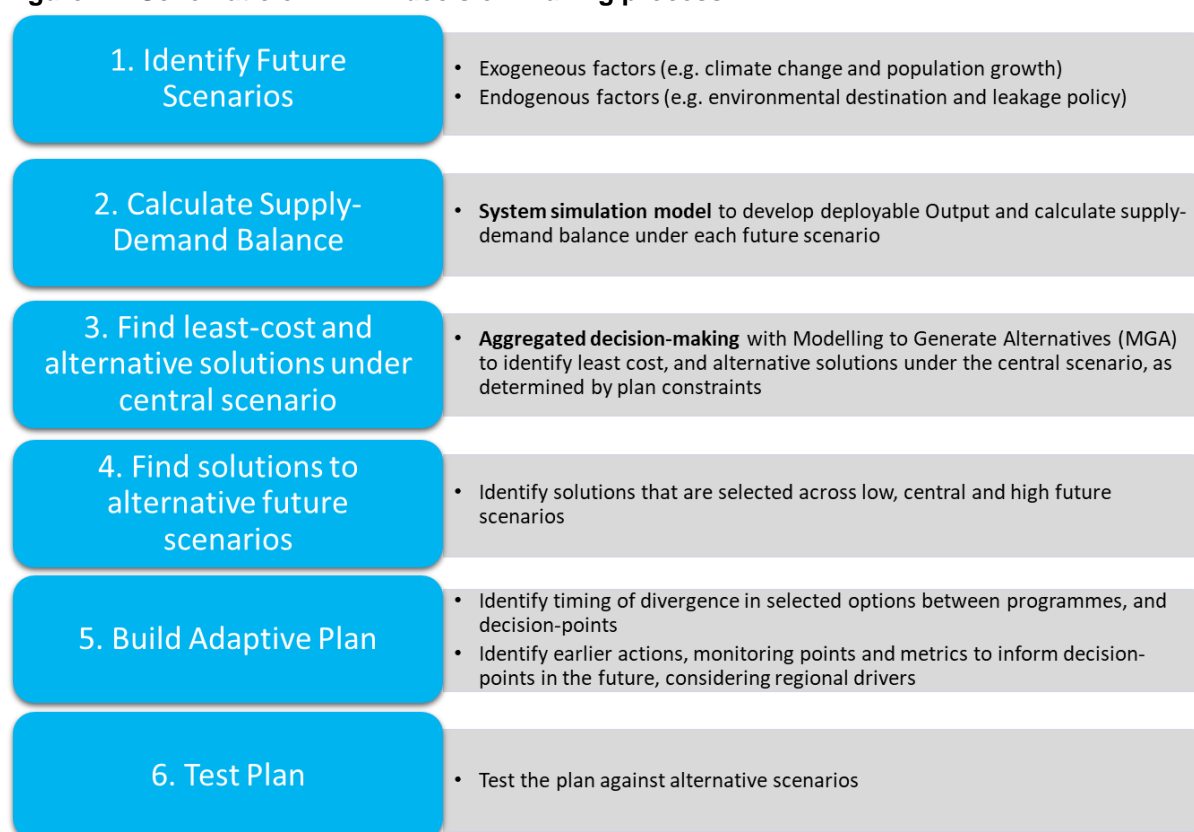 1. Identify Future
Scenarios
• Exogeneous factors (e.g. climate change and population growth)
• Endogenous factors (e.g. environmental destination and leakage policy)
2. Calculate Supply-
Demand Balance
• System simulation model to develop deployable Output and calculate supply-
demand balance under each future scenario
3. Find least-cost and
alternative solutions under
central scenario
• Aggregated decision-making with Modelling to Generate Alternatives (MGA)
to identify least cost, and alternative solutions under the central scenario, as
determined by plan constraints
4. Find solutions to
alternative future
scenarios
• Identify solutions that are selected across low, central and high future
scenarios
5. Build Adaptive Plan
• Identify timing of divergence in selected options between programmes, and
decision-points
• Identify earlier actions, monitoring points and metrics to inform decision-
points in the future, considering regional drivers
6. Test Plan
• Test the plan against alternative scenarios